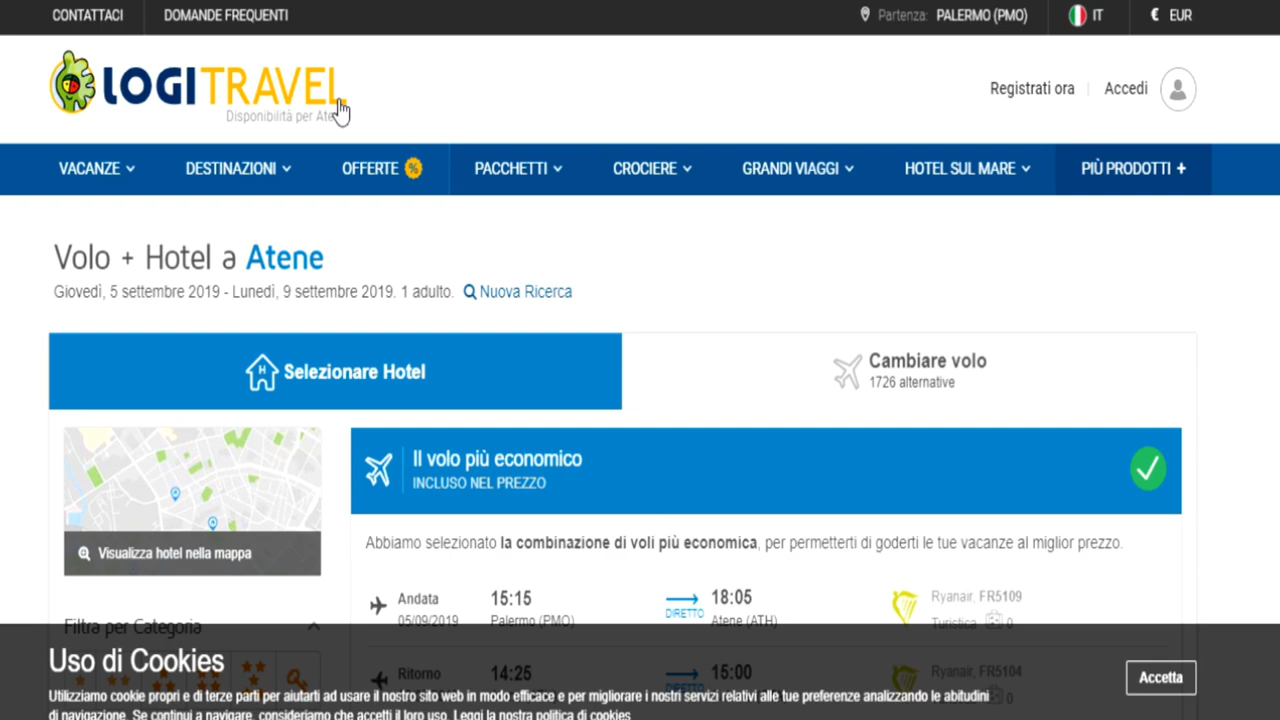 CONTATTACI DOMANDE FREQUENTI Partenza: PALERMO (PMO) IT € EUR
LOGITRAVEL
Disponibilità per Ate
Registrati ora Accedi
VACANZE DESTINAZIONI OFFERTE % PACCHETTI CROCIERE GRANDI VIAGGI HOTEL SUL MARE PIÙ PRODOTTI +
Volo + Hotel a Atene
Giovedì, 5 settembre 2019 - Lunedì, 9 settembre 2019. 1 adulto. Nuova Ricerca
H Selezionare Hotel
Cambiare volo
1726 alternative
Il volo più economico
INCLUSO NEL PREZZO
Visualizza hotel nella mappa
Abbiamo selezionato la combinazione di voli più economica, per permetterti di goderti le tue vacanze al miglior prezzo.
Andata 15:15 18:05 Ryanair, FR5109
05/09/2019 Palermo (PMO) DIRETTO Atene (ATH) Turistica 0
Filtra per Categoria
Ritorno 14:25 15:00 Ryanair, FR5104
DIRETTO 0
Uso di Cookies
Accetta
Utilizziamo cookie propri e di terze parti per aiutarti ad usare il nostro sito web in modo efficace e per migliorare i nostri servizi relativi alle tue preferenze analizzando le abitudini
di navigazione. Se continui a navigare, consideriamo che accetti il loro uso. Leggi la nostra politica di cookies